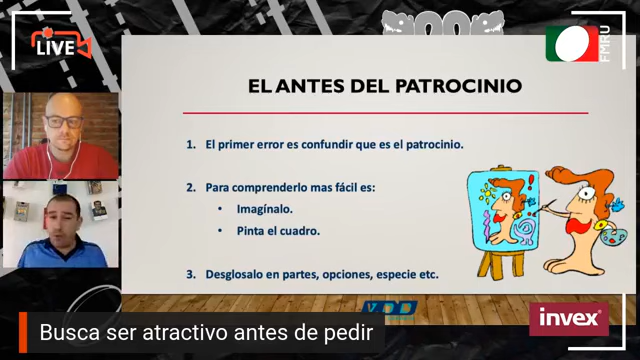 LIVE
FMRU
EL ANTES DEL PATROCINIO
1. El primer error es confundir que es el patrocinio.
2. Para comprenderlo mas fácil es:
• Imagínalo.
• Pinta el cuadro.
3. Desglosalo en partes, opciones, especie etc.
invex
Busca ser atractivo antes de pedir